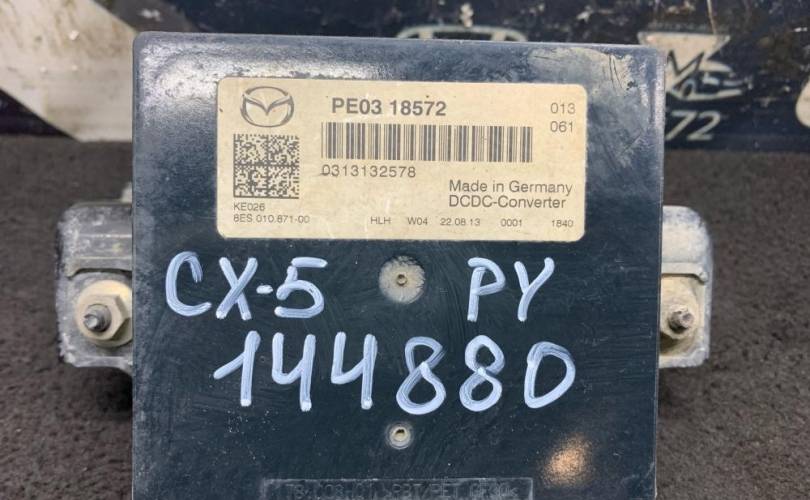 PE03 18572
013
061
0313132578
Made in Germany
DCDC-Converter
KE026
8ES 010.871-00 HLH W04 22.08.13 0001 1840
CX-5 PY
144880
72